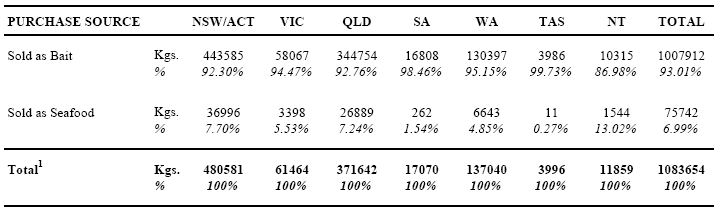 PURCHASE SOURCE NSW/ACT VIC QLD SA WA TAS NT TOTAL
Sold as Bait Kgs. 443585 58067 344754 16808 130397 3986 10315 1007912
% 92.30% 94.47% 92.76% 98.46% 95.15% 99.73% 86.98% 93.01%
Sold as Seafood Kgs. 36996 3398 26889 262 6643 11 1544 75742
% 7.70% 5.53% 7.24% 1.54% 4.85% 0.27% 13.02% 6.99%
Total¹ Kgs. 480581 61464 371642 17070 137040 3996 11859 1083654
% 100% 100% 100% 100% 100% 100% 100% 100%